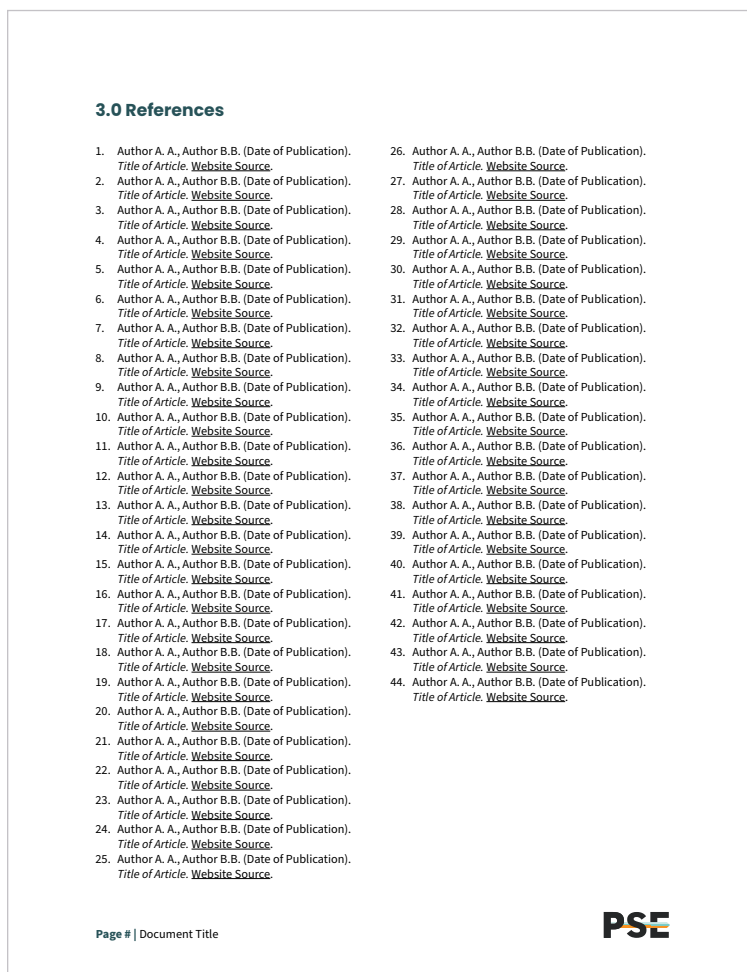 3.0 References
1. Author A. A., Author B.B. (Date of Publication).
Title of Article. Website Source.
2. Author A. A., Author B.B. (Date of Publication).
Title of Article. Website Source.
3. Author A. A., Author B.B. (Date of Publication).
Title of Article. Website Source.
4. Author A. A., Author B.B. (Date of Publication).
Title of Article. Website Source.
5. Author A. A., Author B.B. (Date of Publication).
Title of Article. Website Source.
6. Author A. A., Author B.B. (Date of Publication).
Title of Article. Website Source.
7. Author A. A., Author B.B. (Date of Publication).
Title of Article. Website Source.
8. Author A. A., Author B.B. (Date of Publication).
Title of Article. Website Source.
9. Author A. A., Author B.B. (Date of Publication).
Title of Article. Website Source.
10. Author A. A., Author B.B. (Date of Publication).
Title of Article. Website Source.
11. Author A. A., Author B.B. (Date of Publication).
Title of Article. Website Source.
12. Author A. A., Author B.B. (Date of Publication).
Title of Article. Website Source.
13. Author A. A., Author B.B. (Date of Publication).
Title of Article. Website Source.
14. Author A. A., Author B.B. (Date of Publication).
Title of Article. Website Source.
15. Author A. A., Author B.B. (Date of Publication).
Title of Article. Website Source.
16. Author A. A., Author B.B. (Date of Publication).
Title of Article. Website Source.
17. Author A. A., Author B.B. (Date of Publication).
Title of Article. Website Source.
18. Author A. A., Author B.B. (Date of Publication).
Title of Article. Website Source.
19. Author A. A., Author B.B. (Date of Publication).
Title of Article. Website Source.
20. Author A. A., Author B.B. (Date of Publication).
Title of Article. Website Source.
21. Author A. A., Author B.B. (Date of Publication).
Title of Article. Website Source.
22. Author A. A., Author B.B. (Date of Publication).
Title of Article. Website Source.
23. Author A. A., Author B.B. (Date of Publication).
Title of Article. Website Source.
24. Author A. A., Author B.B. (Date of Publication).
Title of Article. Website Source.
25. Author A. A., Author B.B. (Date of Publication).
Title of Article. Website Source.
26. Author A. A., Author B.B. (Date of Publication).
Title of Article. Website Source.
27. Author A. A., Author B.B. (Date of Publication).
Title of Article. Website Source.
28. Author A. A., Author B.B. (Date of Publication).
Title of Article. Website Source.
29. Author A. A., Author B.B. (Date of Publication).
Title of Article. Website Source.
30. Author A. A., Author B.B. (Date of Publication).
Title of Article. Website Source.
31. Author A. A., Author B.B. (Date of Publication).
Title of Article. Website Source.
32. Author A. A., Author B.B. (Date of Publication).
Title of Article. Website Source.
33. Author A. A., Author B.B. (Date of Publication).
Title of Article. Website Source.
34. Author A. A., Author B.B. (Date of Publication).
Title of Article. Website Source.
35. Author A. A., Author B.B. (Date of Publication).
Title of Article. Website Source.
36. Author A. A., Author B.B. (Date of Publication).
Title of Article. Website Source.
37. Author A. A., Author B.B. (Date of Publication).
Title of Article. Website Source.
38. Author A. A., Author B.B. (Date of Publication).
Title of Article. Website Source.
39. Author A. A., Author B.B. (Date of Publication).
Title of Article. Website Source.
40. Author A. A., Author B.B. (Date of Publication).
Title of Article. Website Source.
41. Author A. A., Author B.B. (Date of Publication).
Title of Article. Website Source.
42. Author A. A., Author B.B. (Date of Publication).
Title of Article. Website Source.
43. Author A. A., Author B.B. (Date of Publication).
Title of Article. Website Source.
44. Author A. A., Author B.B. (Date of Publication).
Title of Article. Website Source.
Page # | Document Title
PSE